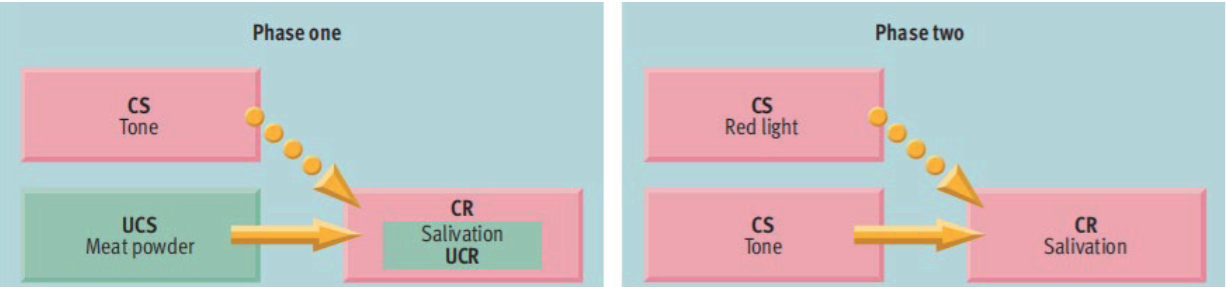 Phase one
CS
Tone
UCS
Meat powder
CR
Salivation
UCR
Phase two
CS
Red light
CS
Tone
CR
Salivation